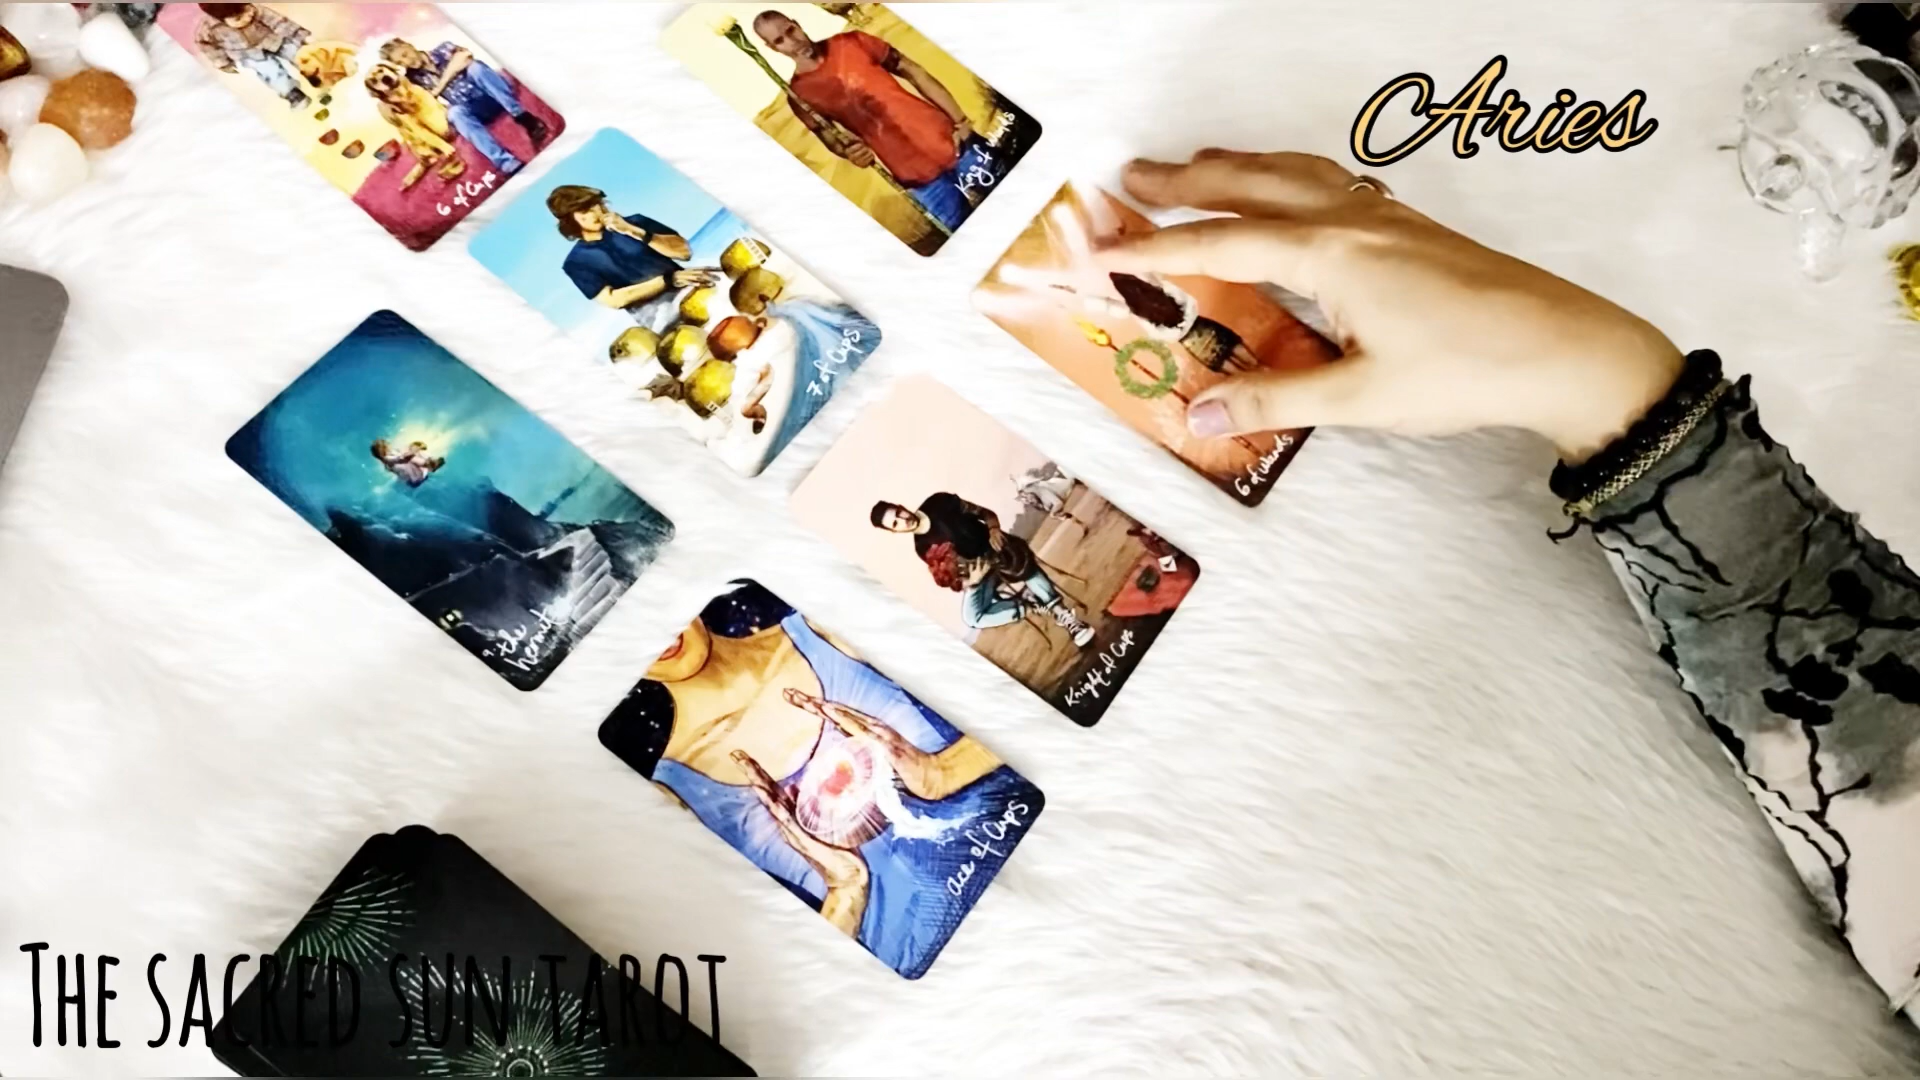 Aries
6 of Cups
King of Wands
7 of Cups
6 of Wands
9. the
hermit
Knight of Cups
ace of Cups
THE SACRED SUN TAROT